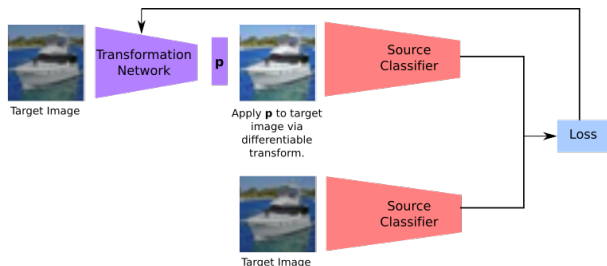 Transformation
Network
p
Target Image
Source
Classifier
Apply p to target
image via
differentiable
transform.
Loss
Source
Classifier
Target Image